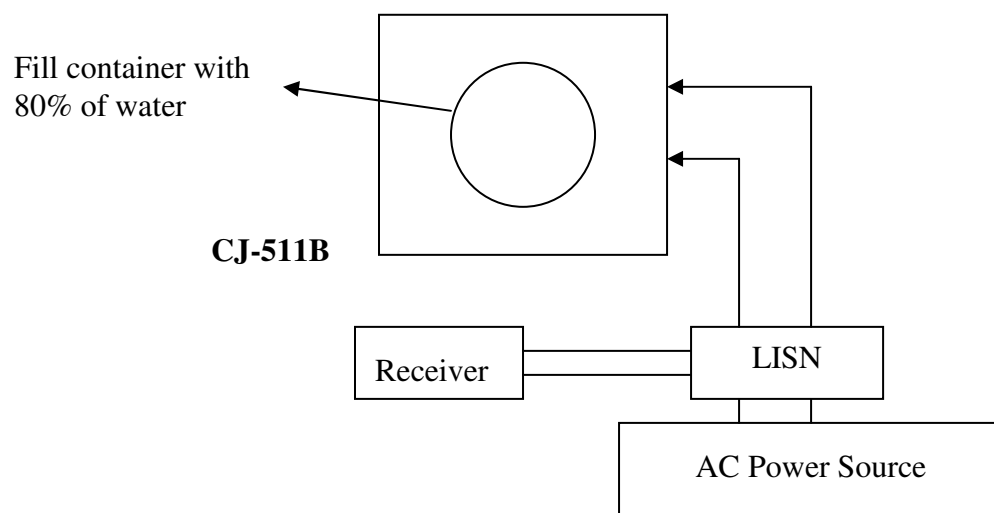 Fill container with
80% of water
CJ-511B
Receiver
LISN
AC Power Source